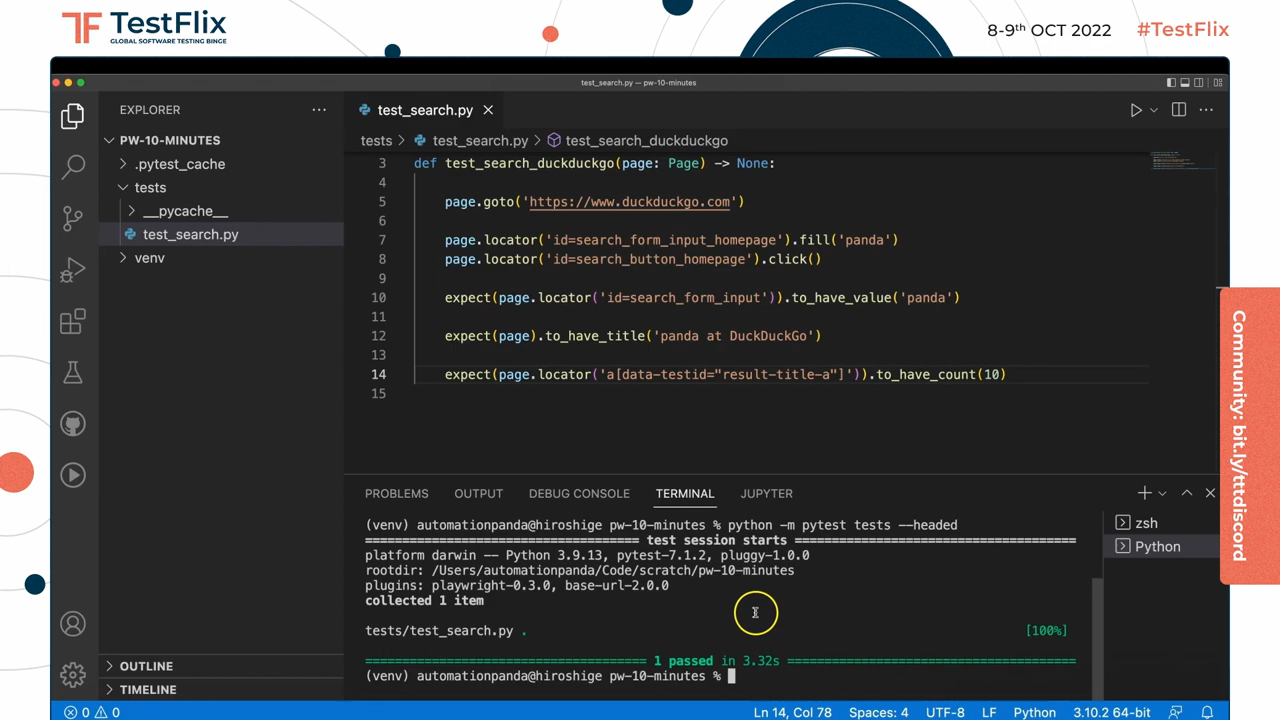 TF TestFlix
GLOBAL SOFTWARE TESTING BINGE
8-9th OCT 2022
#TestFlix
test_search.py — pw-10-minutes
EXPLORER
PW-10-MINUTES
.pytest_cache
tests
__pycache__
test_search.py
venv
OUTLINE
TIMELINE
test_search.py
tests > test_search.py > test_search_duckduckgo
3 def test_search_duckduckgo(page: Page) -> None:
4
5 page.goto('https://www.duckduckgo.com')
6
7 page.locator('id=search_form_input_homepage').fill('panda')
8 page.locator('id=search_button_homepage').click()
9
10 expect(page.locator('id=search_form_input')).to_have_value('panda')
11
12 expect(page).to_have_title('panda at DuckDuckGo')
13
14 expect(page.locator('a[data-testid="result-title-a"]')).to_have_count(10)
15
PROBLEMS OUTPUT DEBUG CONSOLE TERMINAL JUPYTER
(venv) automationpanda@hiroshige pw-10-minutes % python -m pytest tests --headed
==================================== test session starts =====================================
platform darwin -- Python 3.9.13, pytest-7.1.2, pluggy-1.0.0
rootdir: /Users/automationpanda/Code/scratch/pw-10-minutes
plugins: playwright-0.3.0, base-url-2.0.0
collected 1 item
tests/test_search.py . [100%]
===================================== 1 passed in 3.32s ======================================
(venv) automationpanda@hiroshige pw-10-minutes %
zsh
Python
0 0
Ln 14, Col 78 Spaces: 4 UTF-8 LF Python 3.10.2 64-bit
Community: bit.ly/tttdiscord